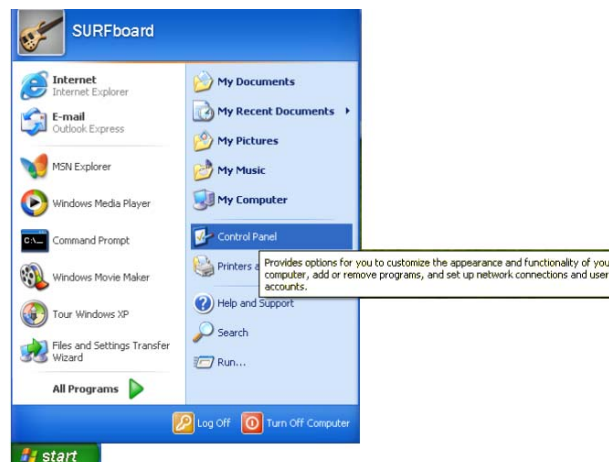 SURFboard
Internet
Internet Explorer
E-mail
Outlook Express
MSN Explorer
Windows Media Player
C:\_
Command Prompt
Windows Movie Maker
Tour Windows XP
Files and Settings Transfer
Wizard
All Programs
My Documents
My Recent Documents
My Pictures
My Music
My Computer
Control Panel
Printers a
Provides options for you to customize the appearance and functionality of you
computer, add or remove programs, and set up network connections and user
accounts.
Help and Support
Search
Run...
Log Off
Turn Off Computer
start